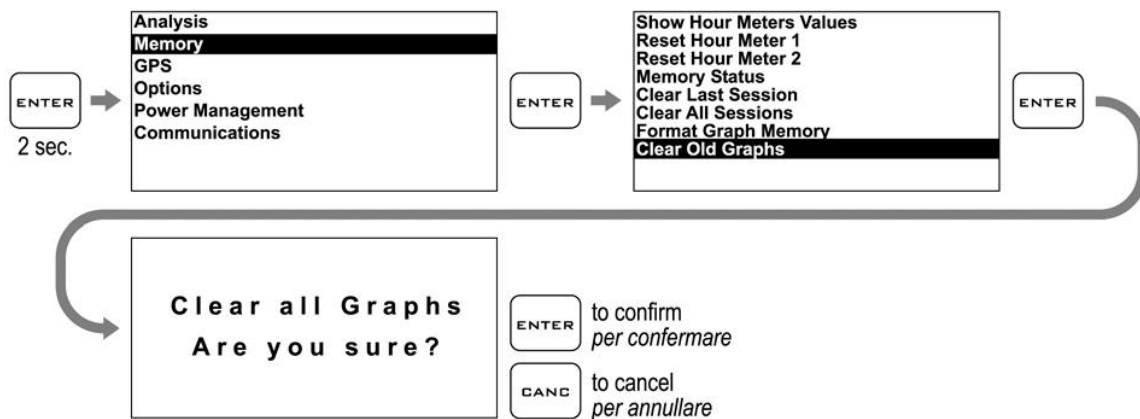 ENTER
2 sec.
Analysis
Memory
GPS
Options
Power Management
Communications
ENTER
Show Hour Meters Values
Reset Hour Meter 1
Reset Hour Meter 2
Memory Status
Clear Last Session
Clear All Sessions
Format Graph Memory
Clear Old Graphs
ENTER
Clear all Graphs
Are you sure?
ENTER
to confirm
per confermare
CANC
to cancel
per annullare